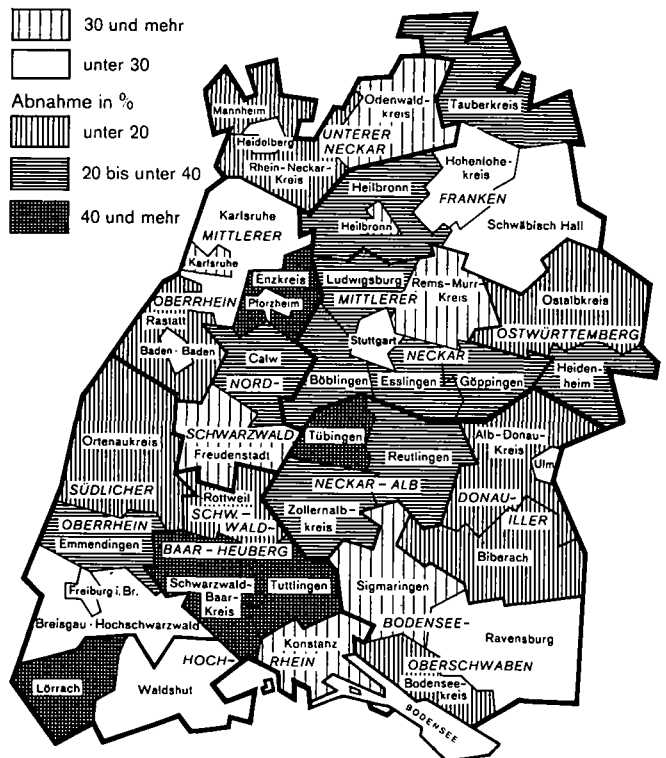 30 und mehr
unter 30
Abnahme in %
unter 20
20 bis unter 40
40 und mehr
Mannheim
Odenwald-
kreis
Tauberkreis
UNTERER
NECKAR
Heidelberg
Rhein-Neckar-
Kreis
Hohenlohe-
kreis
FRANKEN
Heilbronn
Heilbronn
Schwäbisch Hall
Karlsruhe
MITTLERER
Karlsruhe
OBERRHEIN
Enzkreis
Pforzheim
Ludwigsburg
MITTLERER
Rems-Murr-
Kreis
Ostalbkreis
OSTWÜRTTEMBERG
Rastatt
Baden-Baden
Stuttgart
NECKAR
Calw
NORD-
Böblingen
Esslingen
Göppingen
Heiden-
heim
SCHWARZWALD
Freudenstadt
Tübingen
Reutlingen
Alb-Donau-
Kreis
Ulm
Ortenaukreis
SÜDLICHER
Rottweil
SCHW.-
WALD-
NECKAR-ALB
Zollernalb-
kreis
DONAU-
ILLER
OBERRHEIN
Emmendingen
BAAR-HEUBERG
Biberach
Schwarzwald-
Baar-
Kreis
Tuttlingen
Sigmaringen
Freiburg i. Br.
Breisgau-Hochschwarzwald
BODENSEE-
Ravensburg
Konstanz
HOCH-
RHEIN
OBERSCHWABEN
Lörrach
Waldshut
Bodensee-
kreis
BODENSEE